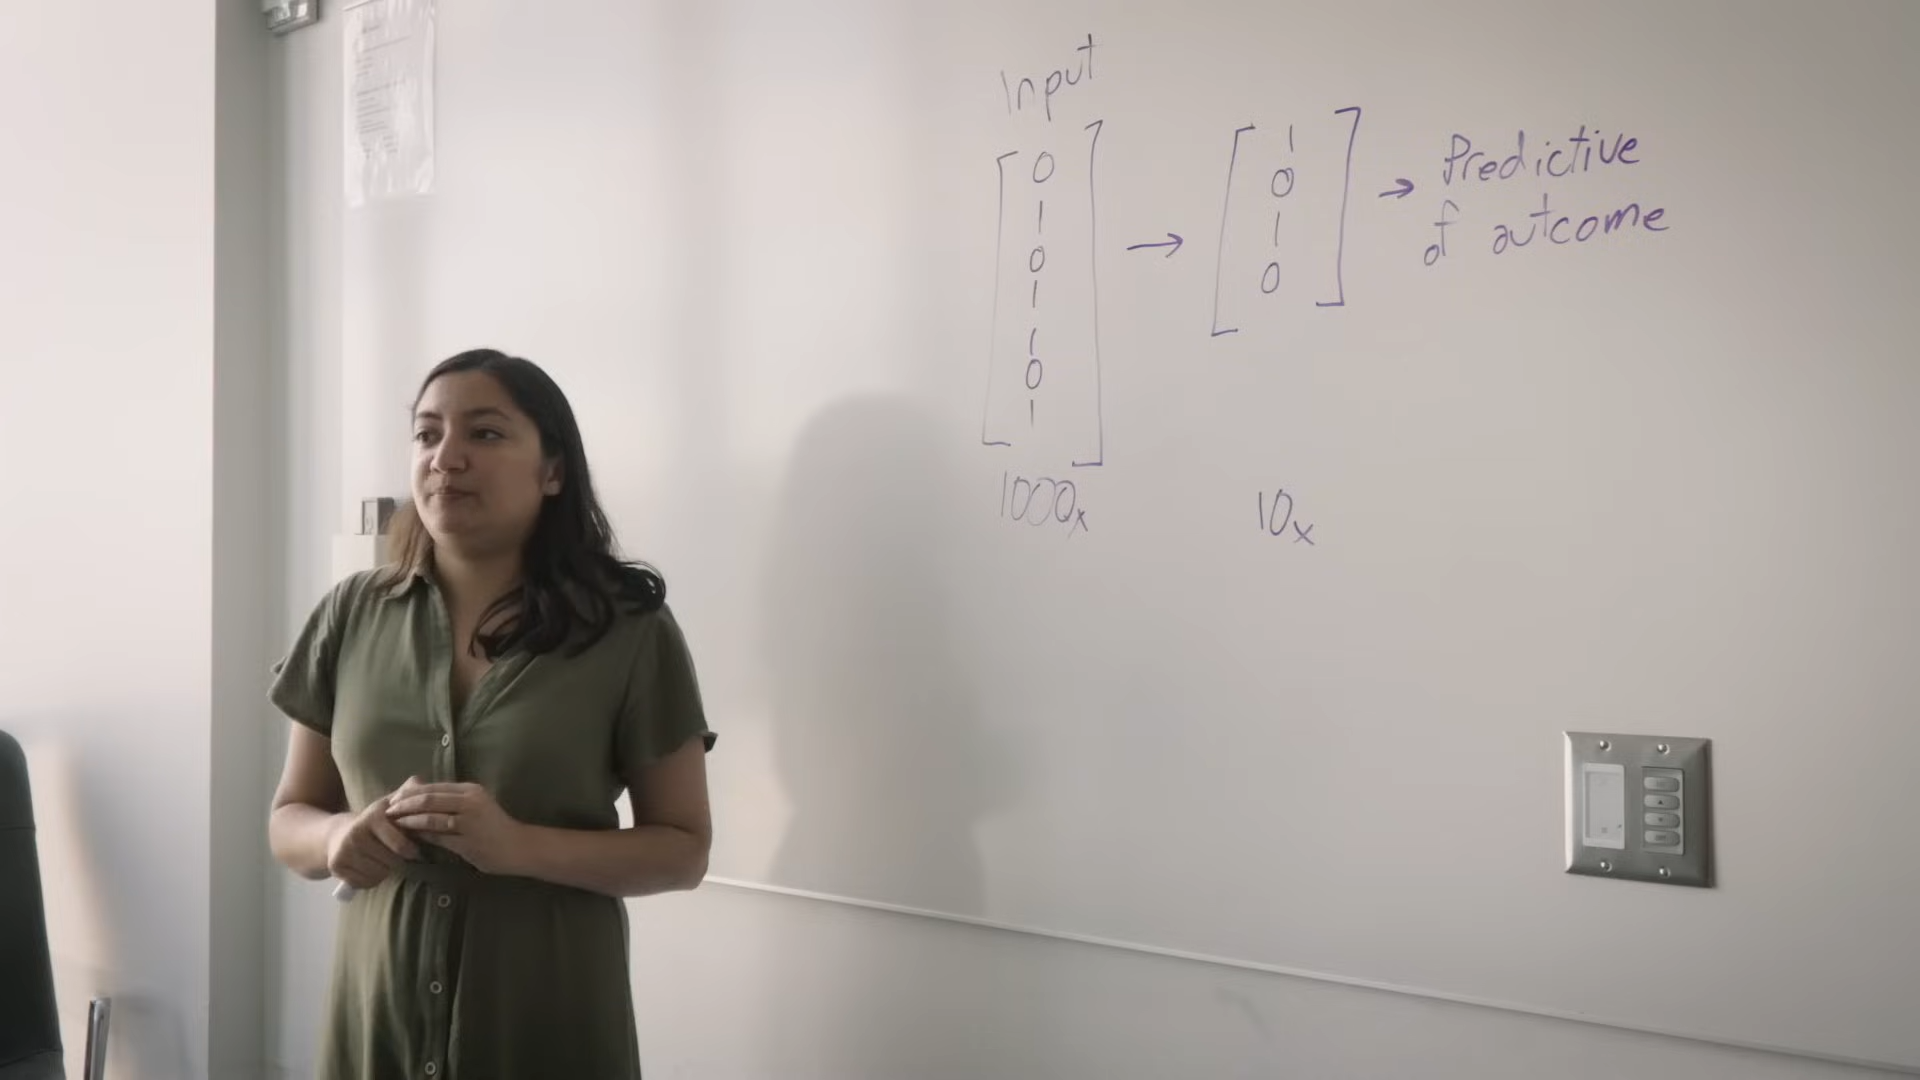 Input
0
1
0
1
1
0
1
1000x
→
1
0
1
0
10x
→ Predictive
of outcome